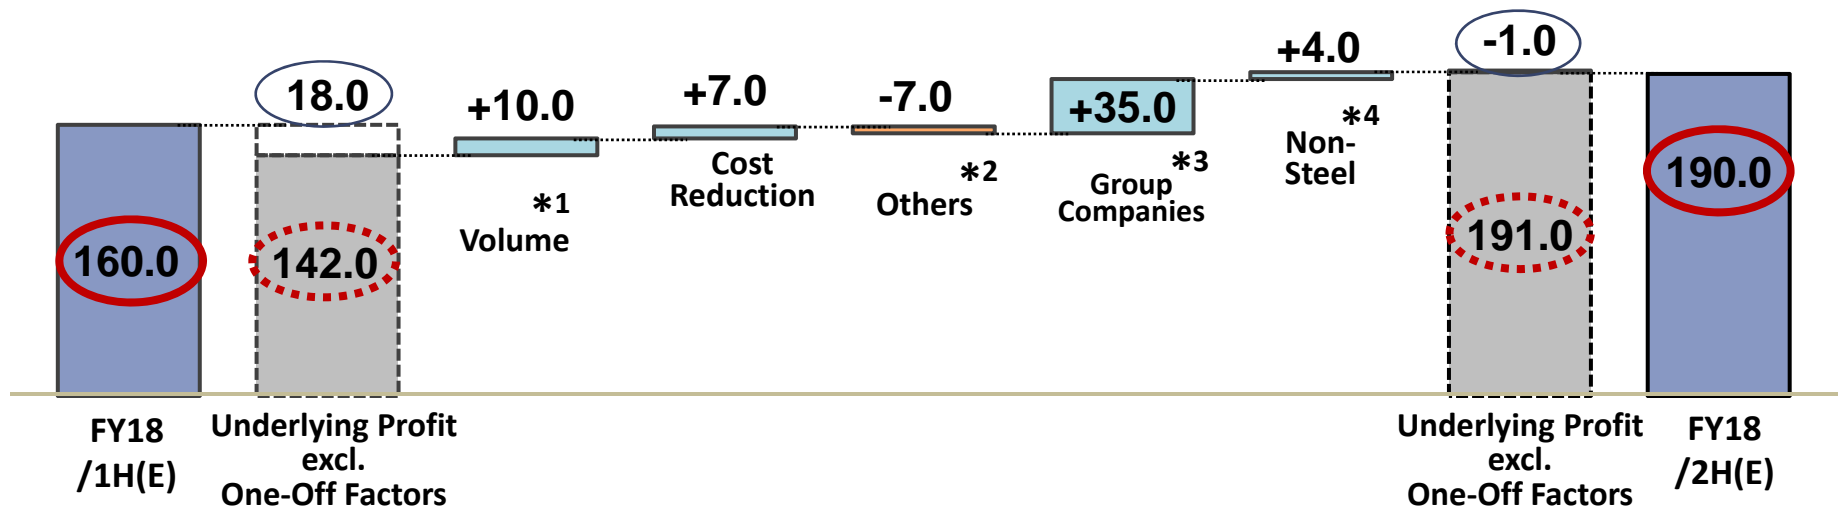 160.0
FY18
/1H(E)
18.0
142.0
Underlying Profit
excl.
One-Off Factors
+10.0
*1
Volume
+7.0
Cost
Reduction
-7.0
*2
Others
+35.0
*3
Group
Companies
+4.0
*4
Non-
Steel
-1.0
191.0
Underlying Profit
excl.
One-Off Factors
190.0
FY18
/2H(E)